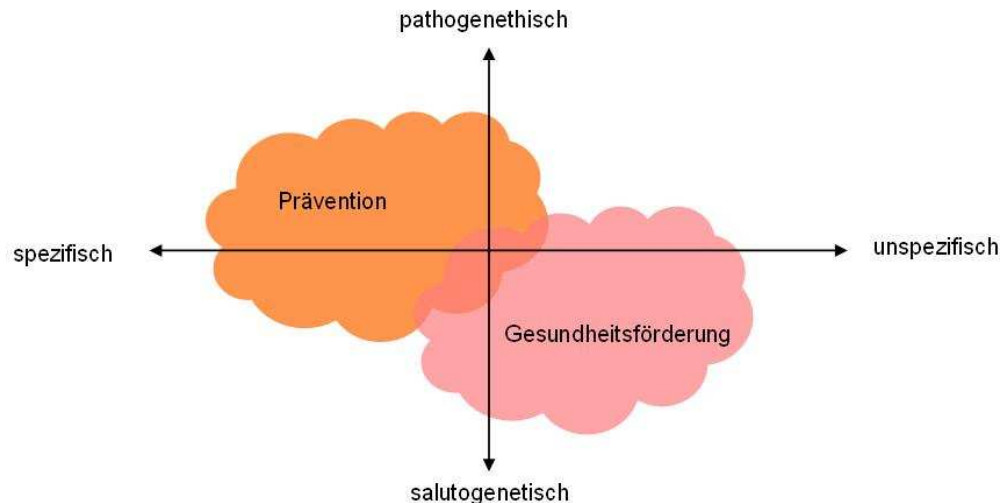 pathogenethisch
Prävention
spezifisch
unspezifisch
Gesundheitsförderung
salutogenetisch